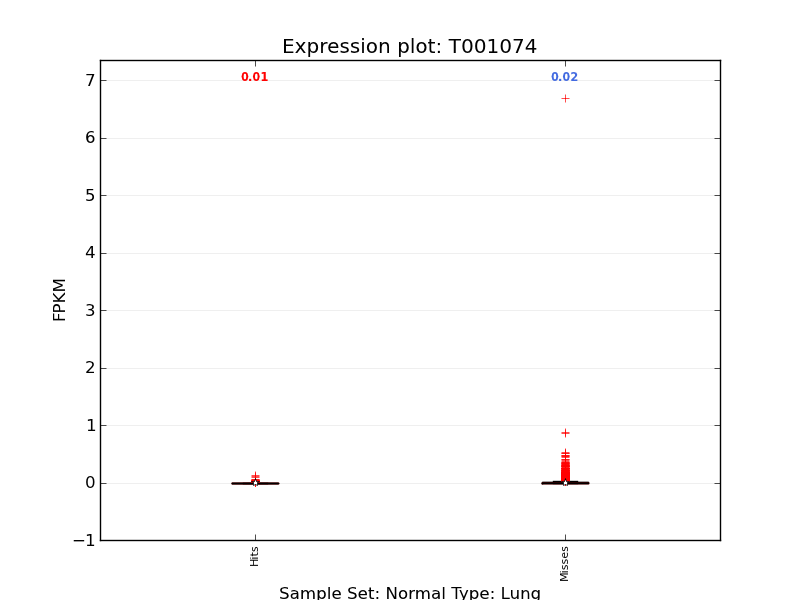 Expression plot: T001074
7
6
5
4
3
2
1
0
−1
FPKM
0.01
0.02
Hits
Misses
Sample Set: Normal Type: Lung